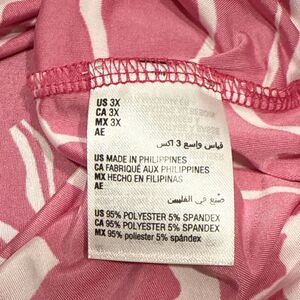 US 3X
CA 3X
MX 3X
AE
قياس واسع 3 اكس
US MADE IN PHILIPPINES
CA FABRIQUÉ AUX PHILIPPINES
MX HECHO EN FILIPINAS
AE
صنع في الفلبين
US 95% POLYESTER 5% SPANDEX
CA 95% POLYESTER 5% SPANDEX
MX 95% poliéster 5% spándex